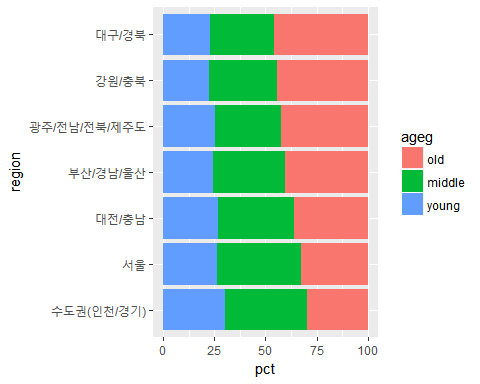 대구/경북
강원/충북
광주/전남/전북/제주도
부산/경남/울산
대전/충남
서울
수도권(인천/경기)
region
0 25 50 75 100
pct
ageg
old
middle
young